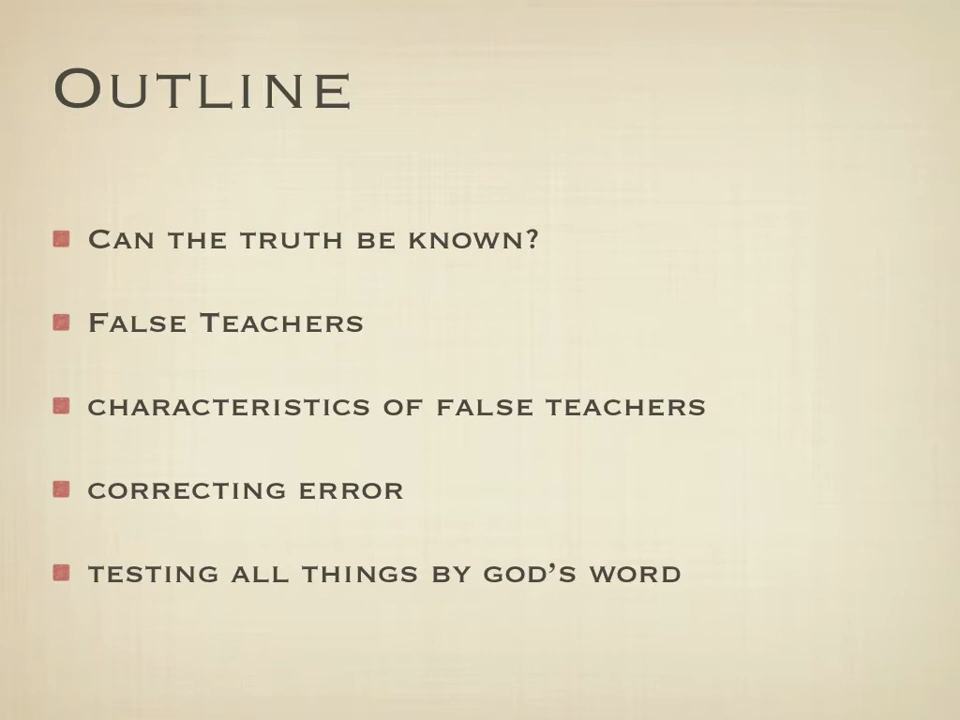 Outline
Can the truth be known?
False Teachers
characteristics of false teachers
correcting error
testing all things by god’s word